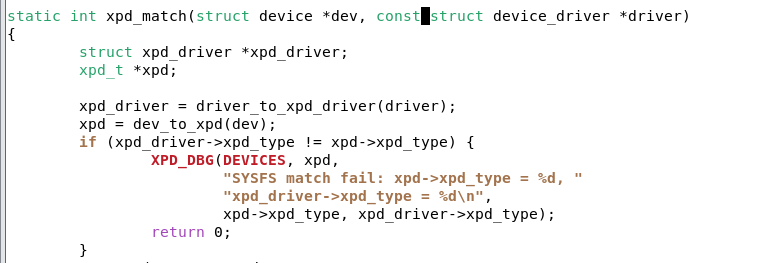 static int xpd_match(struct device *dev, const struct device_driver *driver)
{
        struct xpd_driver *xpd_driver;
        xpd_t *xpd;

        xpd_driver = driver_to_xpd_driver(driver);
        xpd = dev_to_xpd(dev);
        if (xpd_driver->xpd_type != xpd->xpd_type) {
                XPD_DBG(DEVICES, xpd,
                        "SYSFS match fail: xpd->xpd_type = %d, "
                        "xpd_driver->xpd_type = %d\n",
                        xpd->xpd_type, xpd_driver->xpd_type);
                return 0;
        }